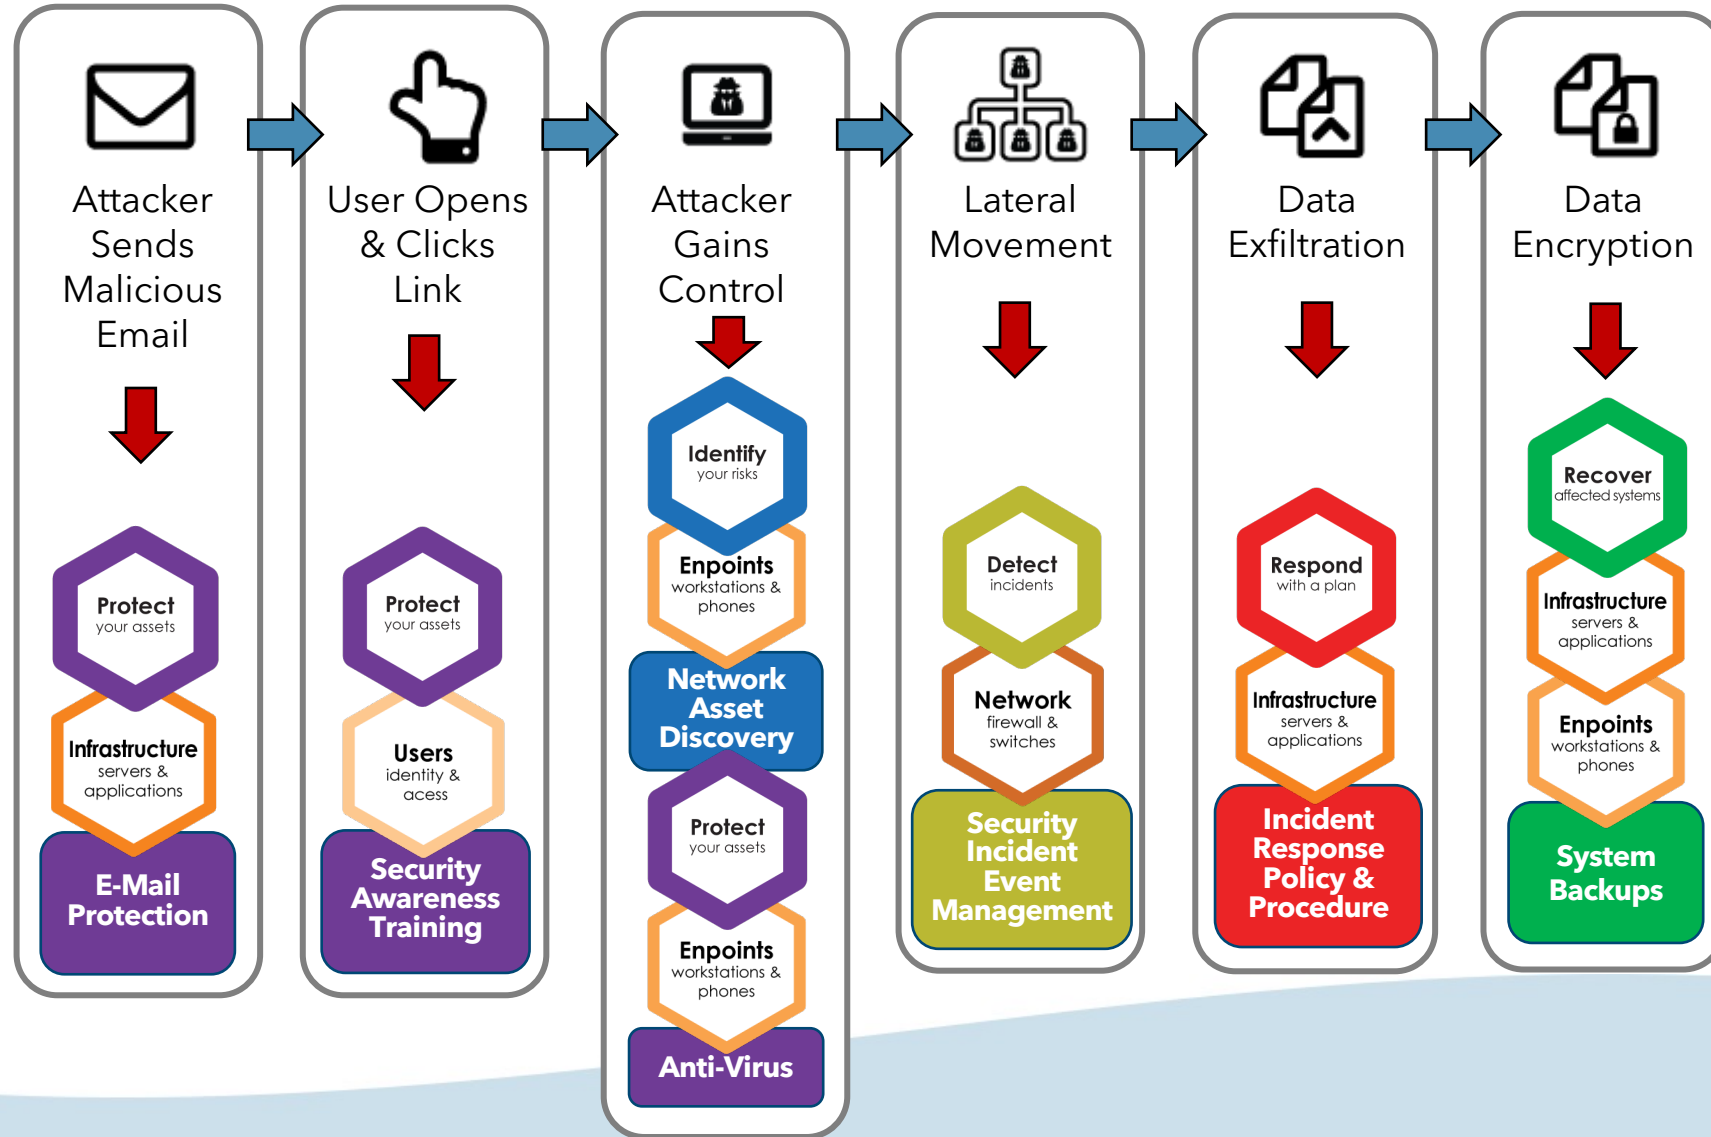 Attacker
Sends
Malicious
Email
Protect
your assets
Infrastructure
servers &
applications
E-Mail
Protection
User Opens
& Clicks
Link
Protect
your assets
Users
identity &
acess
Security
Awareness
Training
Attacker
Gains
Control
Identify
your risks
Enpoints
workstations &
phones
Network
Asset
Discovery
Protect
your assets
Enpoints
workstations &
phones
Anti-Virus
Lateral
Movement
Detect
incidents
Network
firewall &
switches
Security
Incident
Event
Management
Data
Exfiltration
Respond
with a plan
Infrastructure
servers &
applications
Incident
Response
Policy &
Procedure
Data
Encryption
Recover
affected systems
Infrastructure
servers &
applications
Enpoints
workstations &
phones
System
Backups